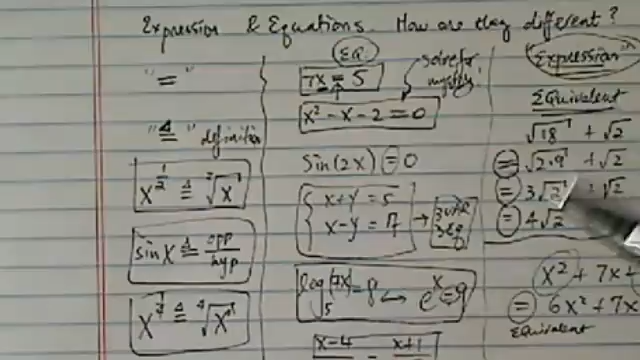 Expression & Equations. How are they different?
"="
"≜" definition
x^(1/2) ≜ ²√x
sin x ≜ opp/hyp
EQ.
7x = 5
solve for mystery!
x² - x - 2 = 0
sin(2x) = 0
x + y = 5
x - y = 7
log₅(7x) = 8 ↔ e^x = 9
x-4 = x+1
"Expression"
Equivalent
√18 + √2
= √2·9 + √2
= 3√2 + √2
= 4√2
x² + 7x +
= 6x² + 7x
Equivalent